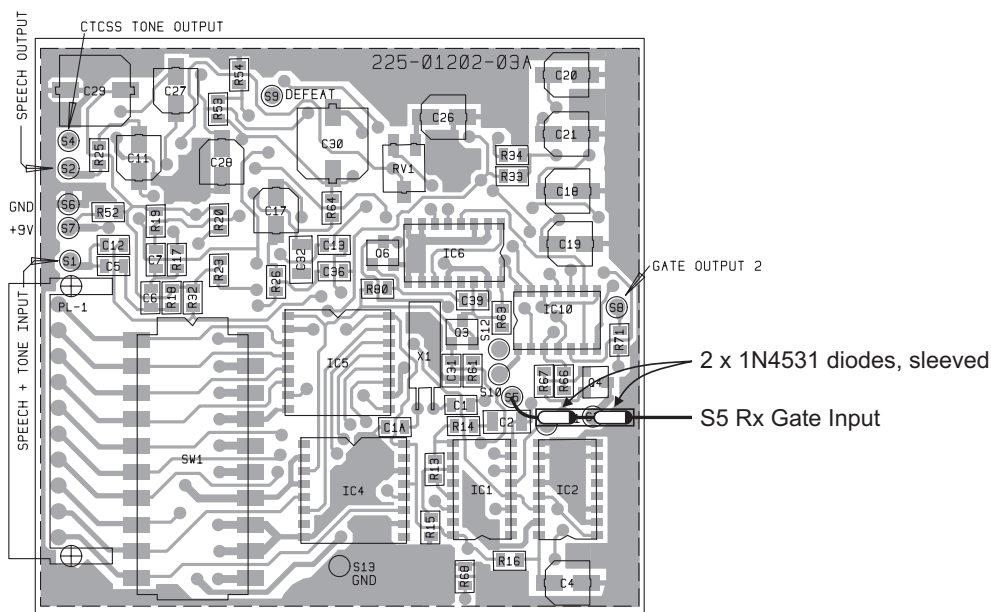 CTCSS TONE OUTPUT
SPEECH OUTPUT
225-01202-03A
C29
C27
R54
S9 DEFEAT
C20
R53
C30
C26
C21
S4
R25
C11
C28
RV1
R34
R33
S2
C18
S6
GND
R52
R19
R20
C17
R64
S7
+9V
C19
C12
C5
C7
R17
R23
C32
C13
C36
Q6
IC6
S1
GATE OUTPUT 2
R26
R80
C39
PL-1
C6
R18
R32
R63
IC10
S8
S12
Q3
R71
IC5
X1
C31
R61
R67
R66
Q4
2 x 1N4531 diodes, sleeved
S10
S5
C1
S5 Rx Gate Input
C1A
R14
C2
SPEECH + TONE INPUT
SW1
IC4
R13
IC1
IC2
R15
S13
GND
R16
R68
C4